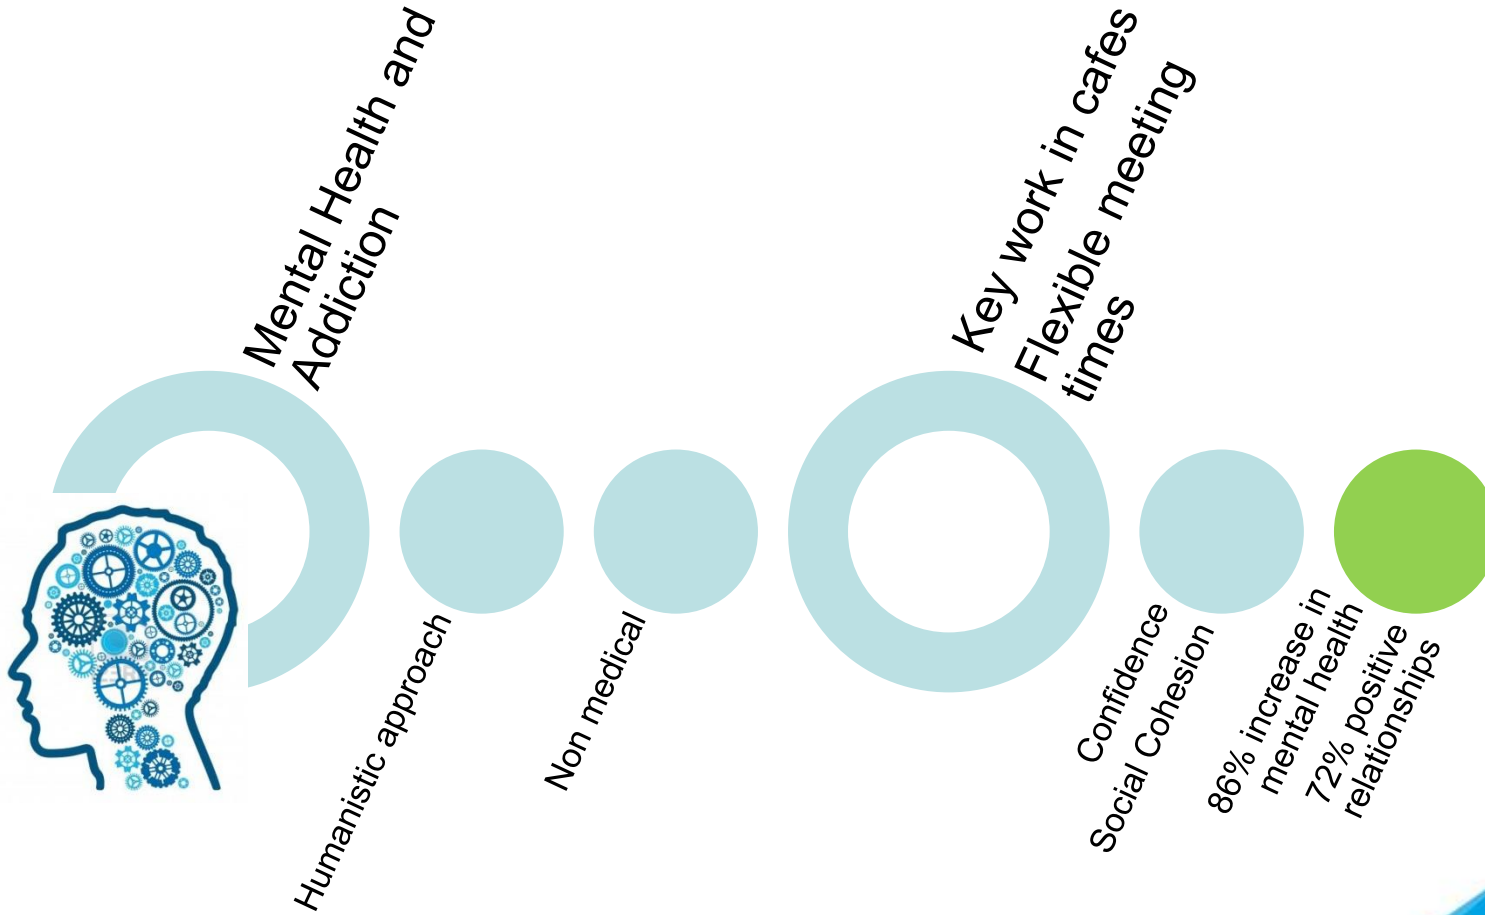 Mental Health and
Addiction
Humanistic approach
Non medical
Key work in cafes
Flexible meeting
times
Confidence
Social Cohesion
86% increase in
mental health
72% positive
relationships